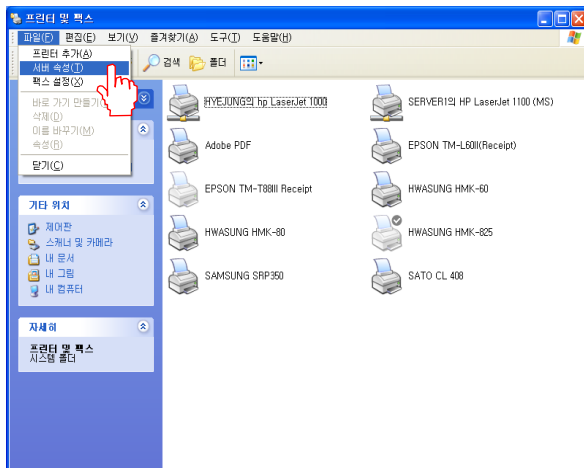 프린터 및 팩스
파일(F) 편집(E) 보기(V) 즐겨찾기(A) 도구(T) 도움말(H)
프린터 추가(A)
서버 속성(T)
팩스 설정(X)
바로 가기 만들기
삭제(D)
이름 바꾸기(M)
속성(R)
닫기(C)
검색 폴더
기타 위치
제어판
스캐너 및 카메라
내 문서
내 그림
내 컴퓨터
자세히
프린터 및 팩스
시스템 폴더
HYEJUNG의 hp LaserJet 1000
SERVER1의 HP LaserJet 1100 (MS)
Adobe PDF
EPSON TM-L60II(Receipt)
EPSON TM-T88III Receipt
HWASUNG HMK-60
HWASUNG HMK-80
HWASUNG HMK-825
SAMSUNG SRP350
SATO CL 408